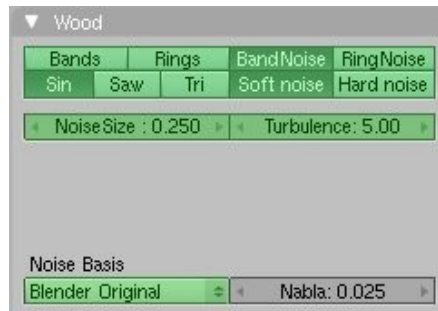 Wood
Bands Rings BandNoise RingNoise
Sin Saw Tri Soft noise Hard noise
NoiseSize : 0.250 Turbulence: 5.00
Noise Basis
Blender Original Nabla: 0.025